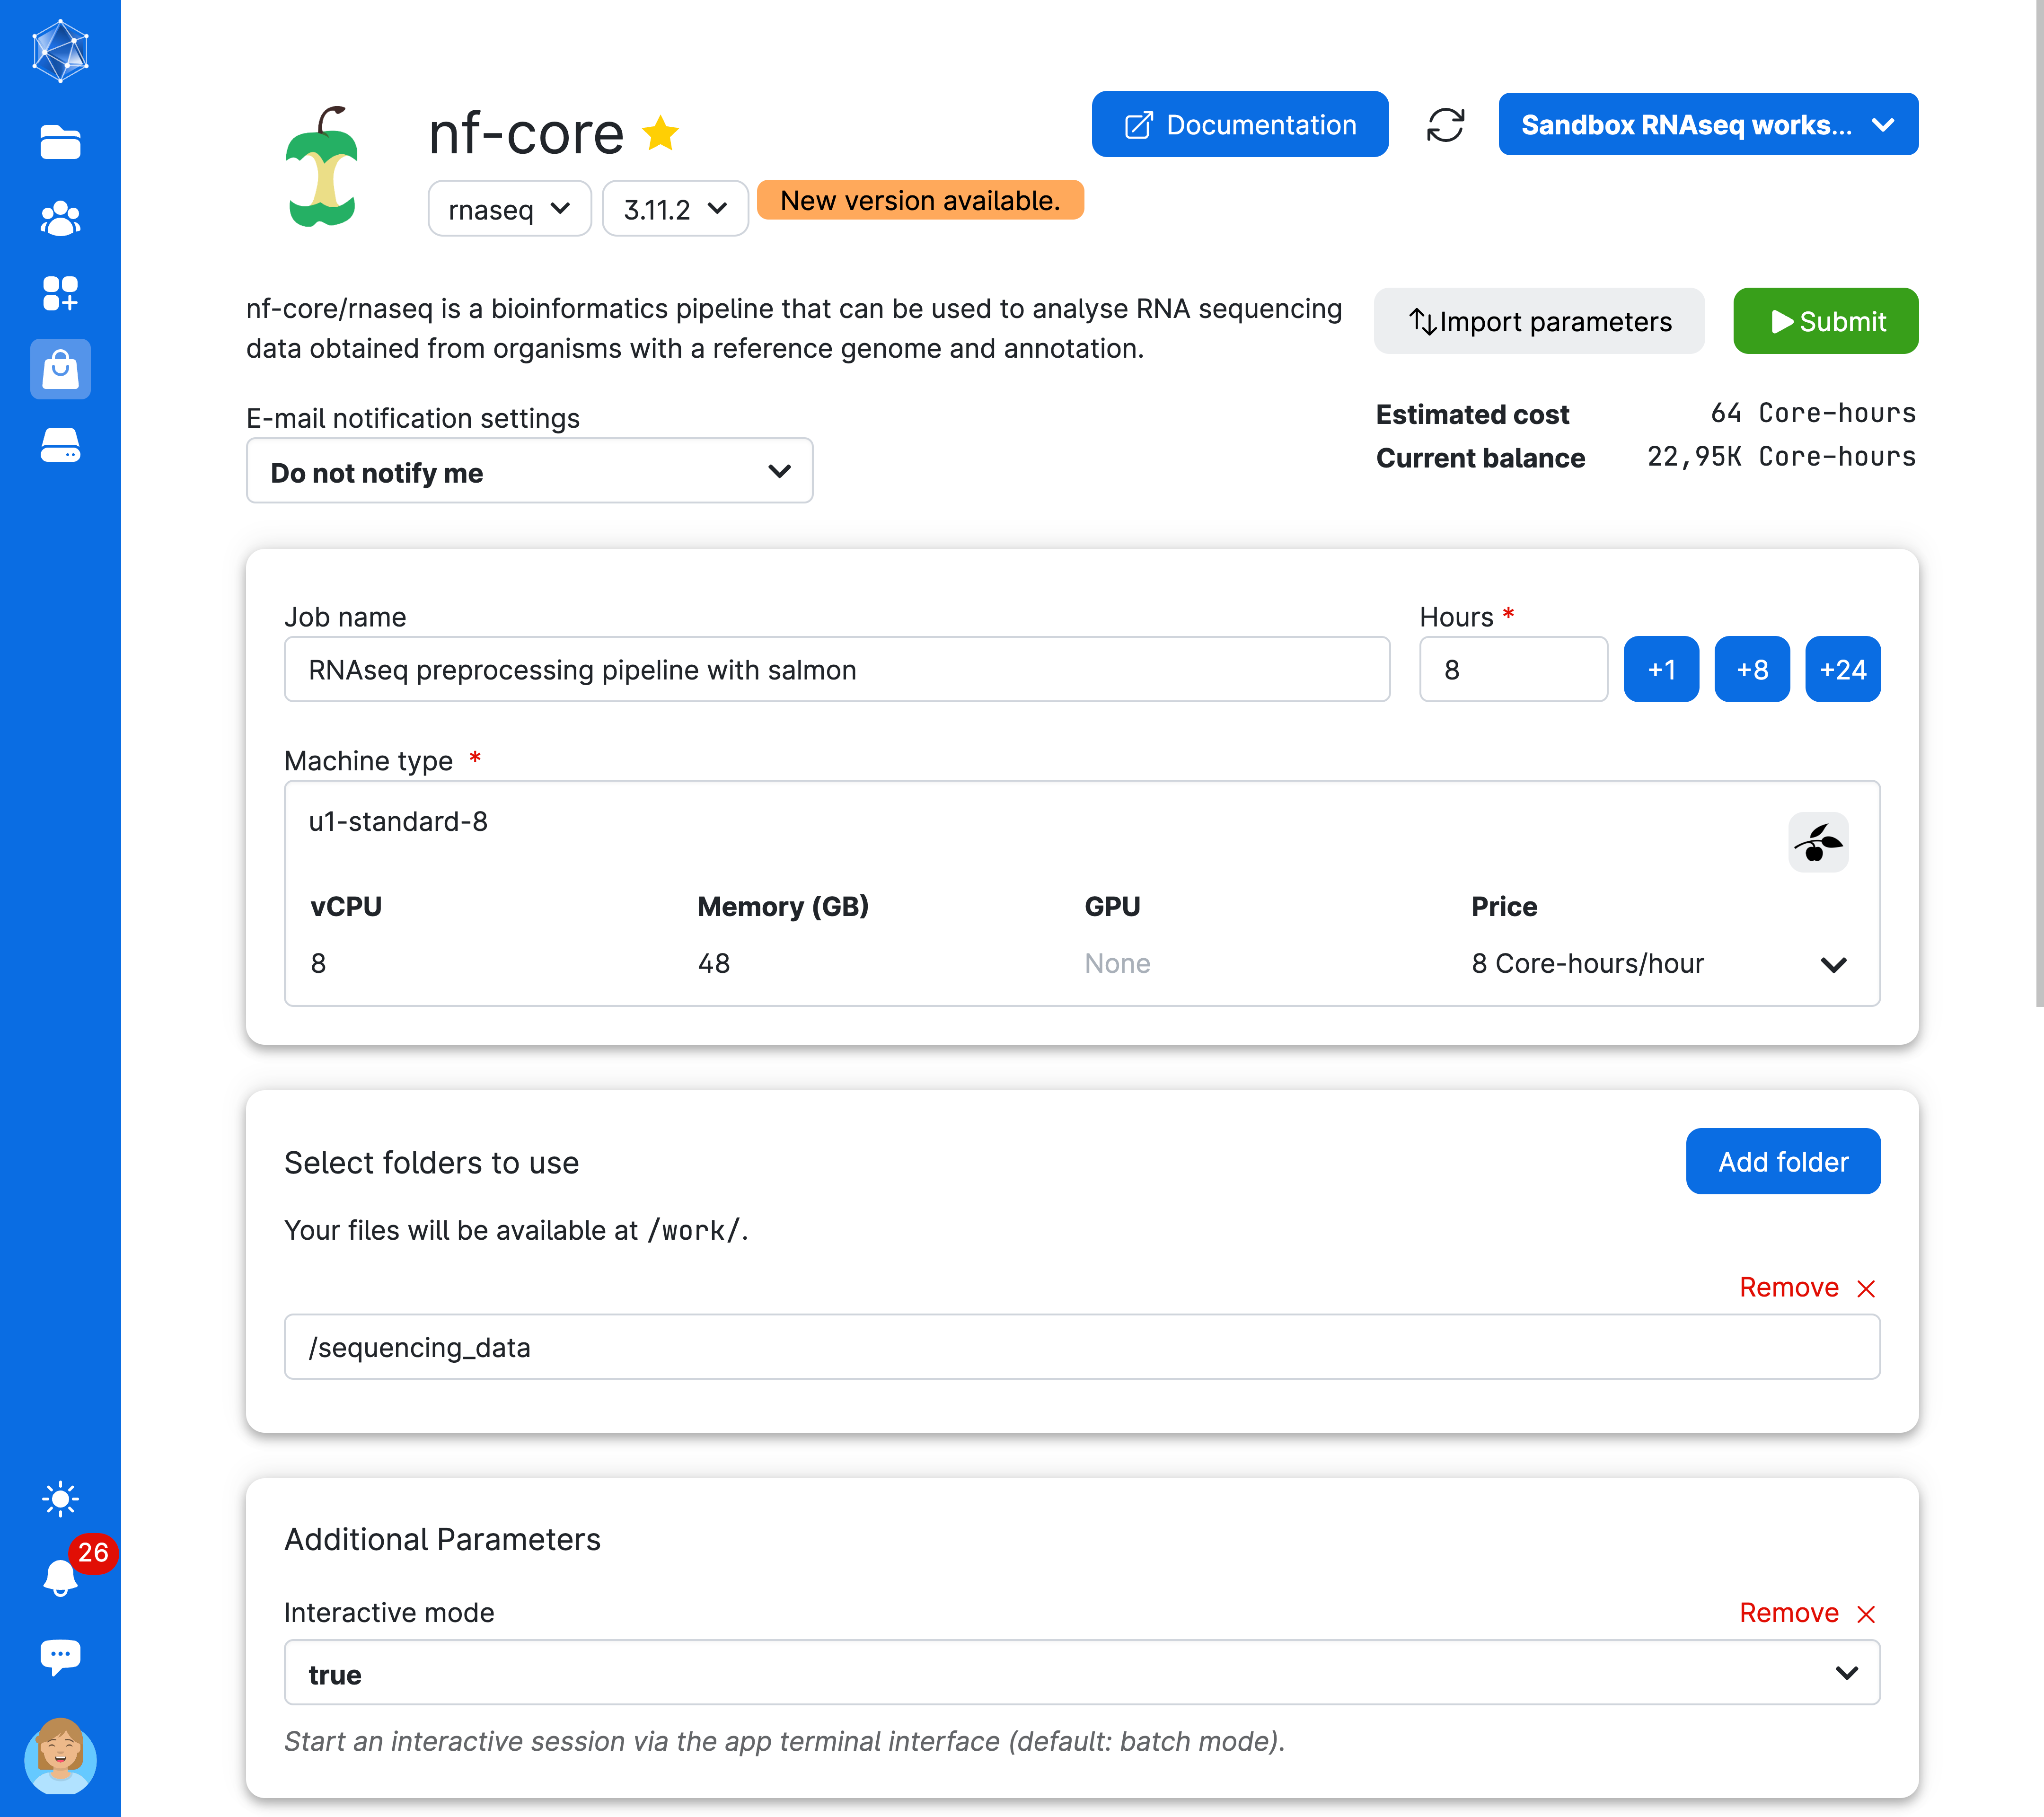 nf-core
Documentation
Sandbox RNAseq works...
rnaseq
3.11.2
New version available.
nf-core/rnaseq is a bioinformatics pipeline that can be used to analyse RNA sequencing
data obtained from organisms with a reference genome and annotation.
Import parameters
Submit
E-mail notification settings
Do not notify me
Estimated cost 64 Core-hours
Current balance 22,95K Core-hours
Job name
RNAseq preprocessing pipeline with salmon
Hours *
8
+1
+8
+24
Machine type *
u1-standard-8
vCPU Memory (GB) GPU Price
8 48 None 8 Core-hours/hour
Select folders to use
Add folder
Your files will be available at /work/.
Remove
/sequencing_data
Additional Parameters
Interactive mode
Remove
true
Start an interactive session via the app terminal interface (default: batch mode).
26